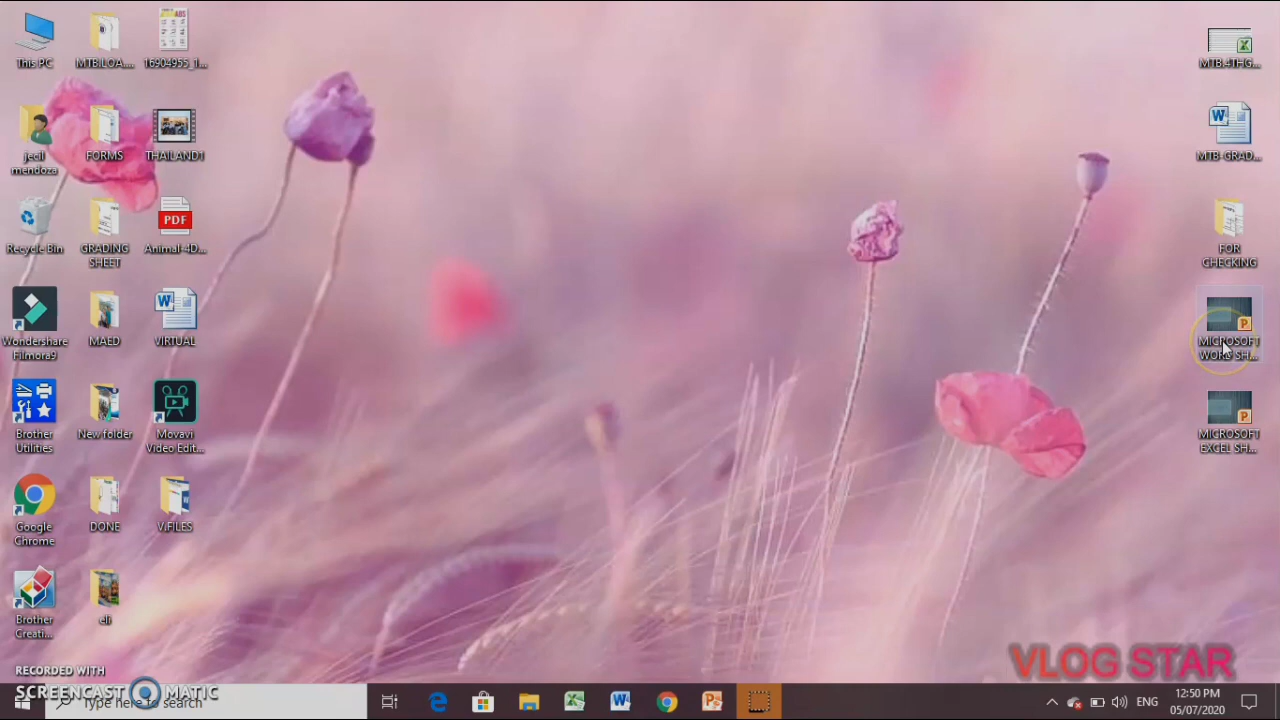 This PC
MTB:LOA....
16904955_1...
jecil
mendoza
FORMS
THAILAND1
Recycle Bin
GRADING
SHEET
PDF
Animal-4D...
Wondershare
Filmora9
MAED
VIRTUAL
Brother
Utilities
New folder
Movavi
Video Edit...
Google
Chrome
DONE
V.FILES
Brother
Creati...
eli
MTB.4THG...
MTB-GRAD...
FOR
CHECKING
MICROSOFT
WORD SH...
MICROSOFT
EXCEL SH...
VLOG STAR
RECORDED WITH
SCREENCAST MATIC
Type here to search
ENG
12:50 PM
05/07/2020